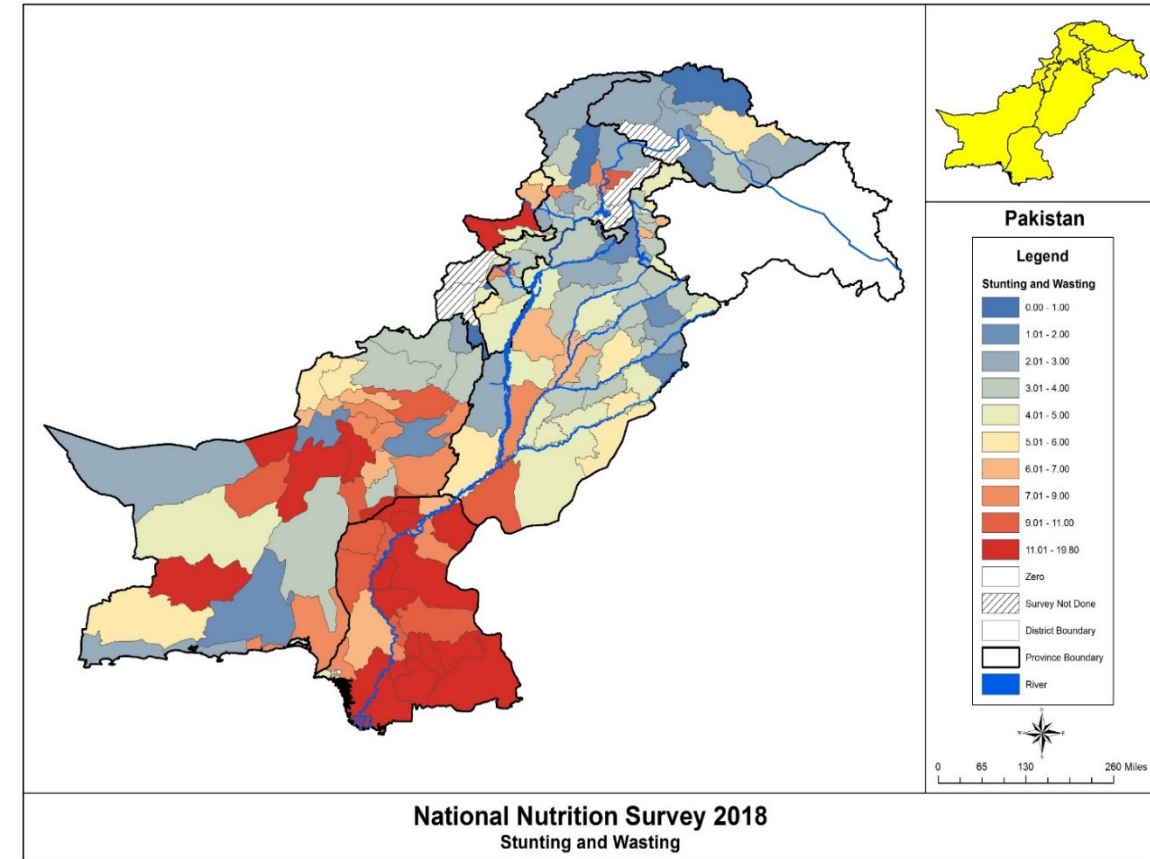 Pakistan
Legend
Stunting and Wasting
0.00 - 1.00
1.01 - 2.00
2.01 - 3.00
3.01 - 4.00
4.01 - 5.00
5.01 - 6.00
6.01 - 7.00
7.01 - 9.00
9.01 - 11.00
11.01 - 19.80
Zero
Survey Not Done
District Boundary
Province Boundary
River
N
W E
S
0 65 130 260 Miles
National Nutrition Survey 2018
Stunting and Wasting